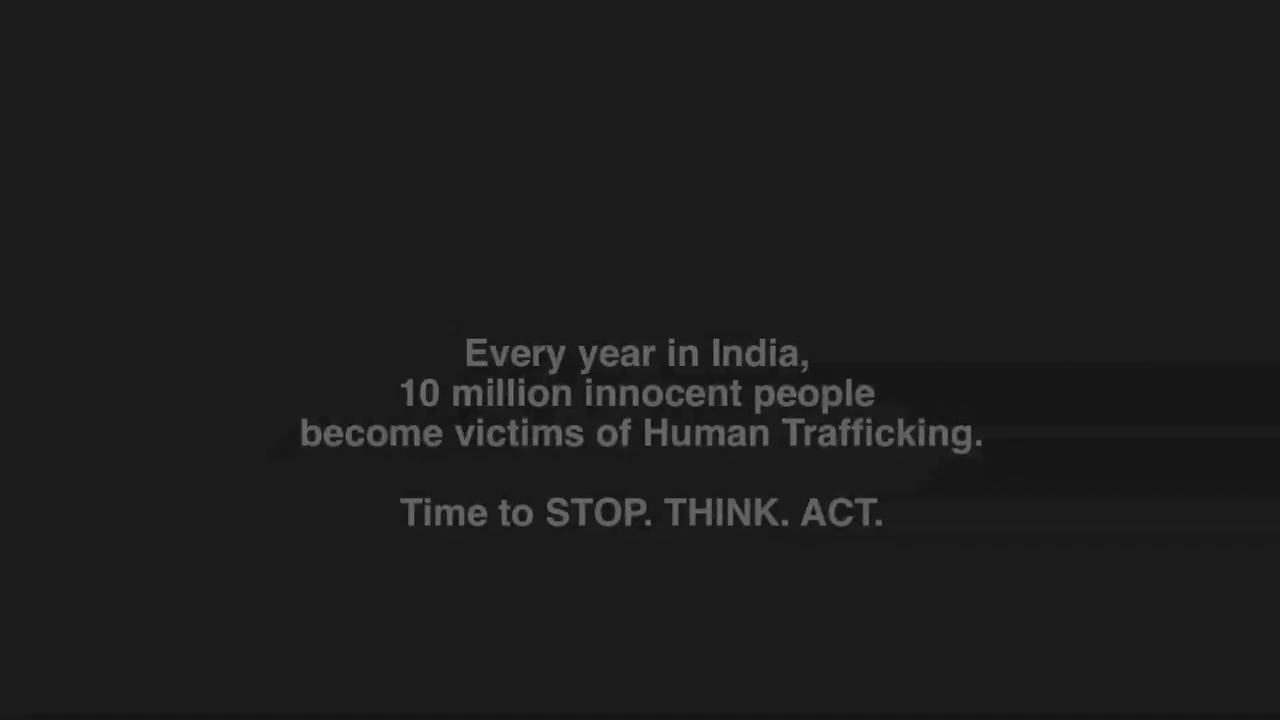 Every year in India,
10 million innocent people
become victims of Human Trafficking.
Time to STOP. THINK. ACT.